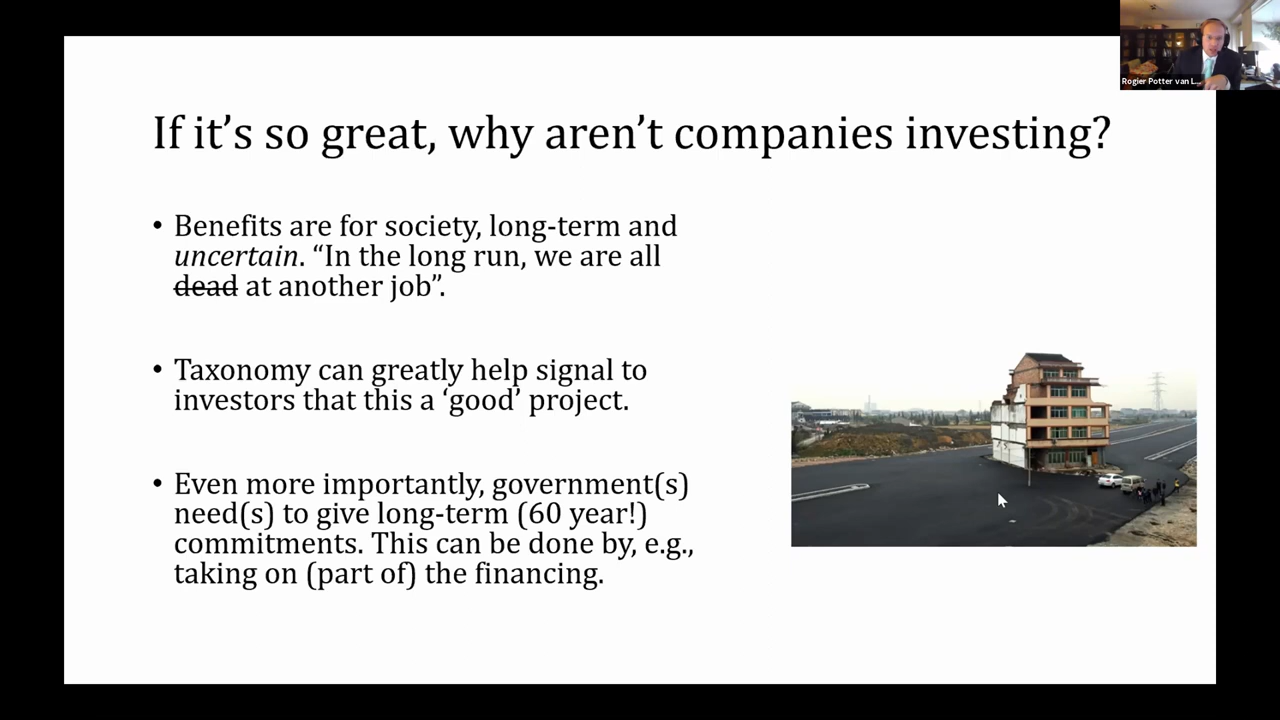 Rogier Potter van L...
If it’s so great, why aren’t companies investing?
• Benefits are for society, long-term and
uncertain. “In the long run, we are all
dead at another job”.
• Taxonomy can greatly help signal to
investors that this a ‘good’ project.
• Even more importantly, government(s)
need(s) to give long-term (60 year!)
commitments. This can be done by, e.g.,
taking on (part of) the financing.